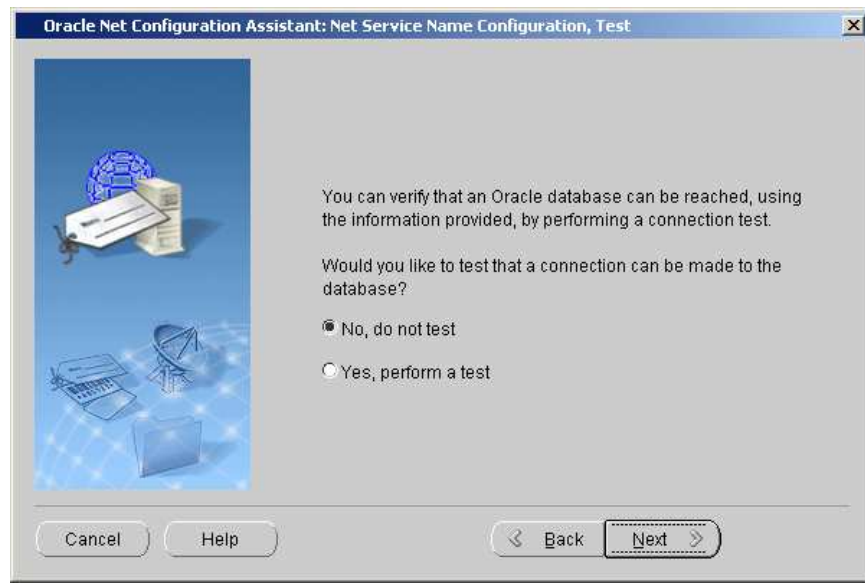 Oracle Net Configuration Assistant: Net Service Name Configuration, Test
You can verify that an Oracle database can be reached, using
the information provided, by performing a connection test.
Would you like to test that a connection can be made to the
database?
No, do not test
Yes, perform a test
Cancel
Help
Back
Next